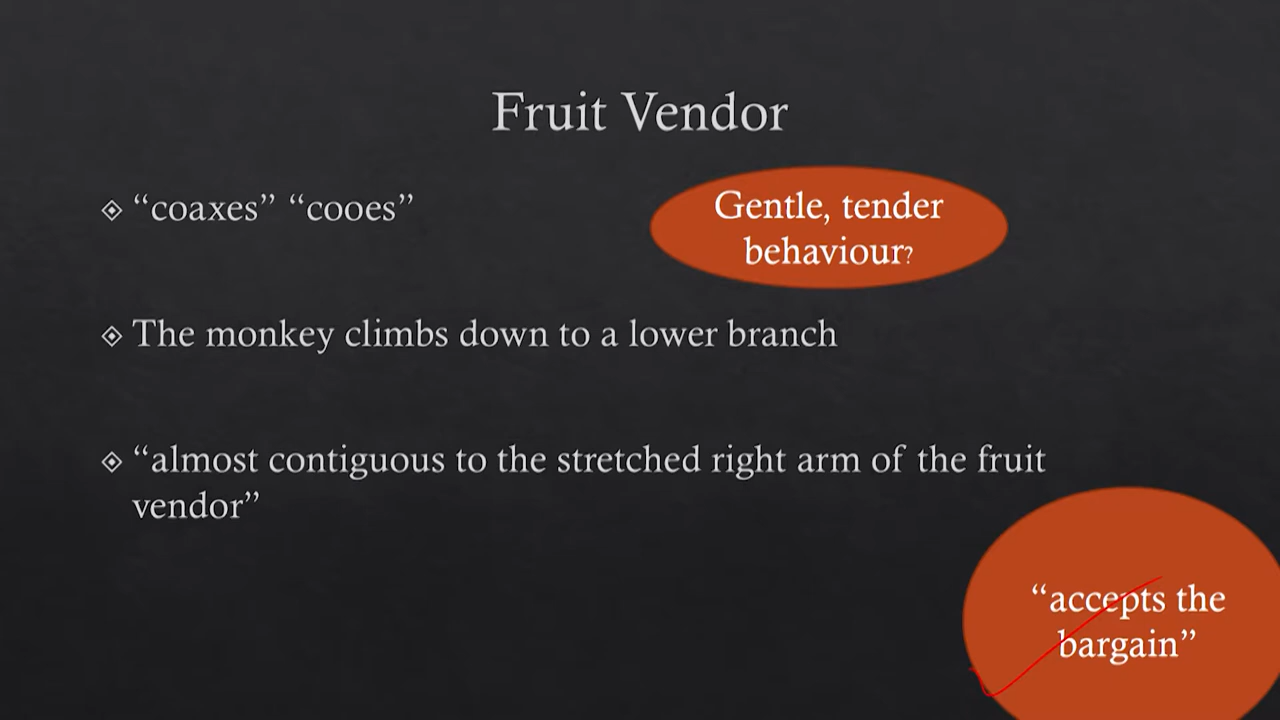 Fruit Vendor
“coaxes” “cooes”
Gentle, tender
behaviour?
The monkey climbs down to a lower branch
“almost contiguous to the stretched right arm of the fruit
vendor”
“accepts the
bargain”